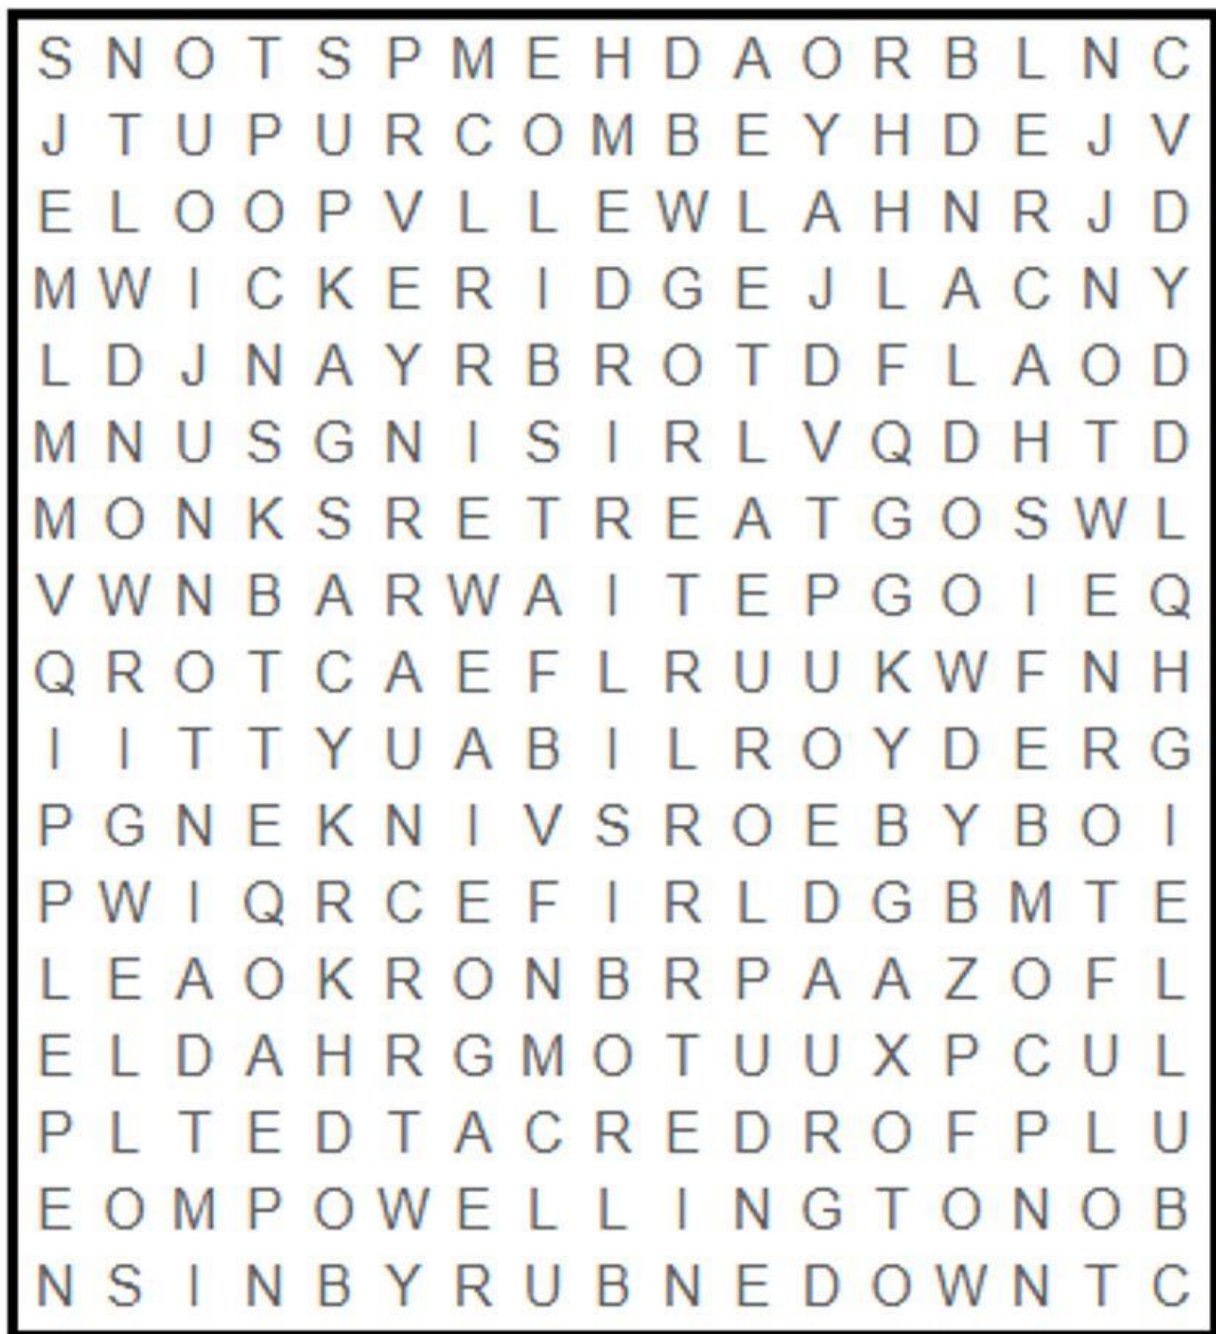 S N O T S P M E H D A O R B L N C
J T U P U R C O M B E Y H D E J V
E L O O P V L L E W L A H N R J D
M W I C K E R I D G E J L A C N Y
L D J N A Y R B R O T D F L A O D
M N U S G N I S I R L V Q D H T D
M O N K S R E T R E A T G O S W L
V W N B A R W A I T E P G O I E Q
Q R O T C A E F L R U U K W F N H
I I T T Y U A B I L R O Y D E R G
P G N E K N I V S R O E B Y B O I
P W I Q R C E F I R L D G B M T E
L E A O K R O N B R P A A Z O F L
E L D A H R G M O T U U X P C U L
P L T E D T A C R E D R O F P L U
E O M P O W E L L I N G T O N O B
N S I N B Y R U B N E D O W N T C